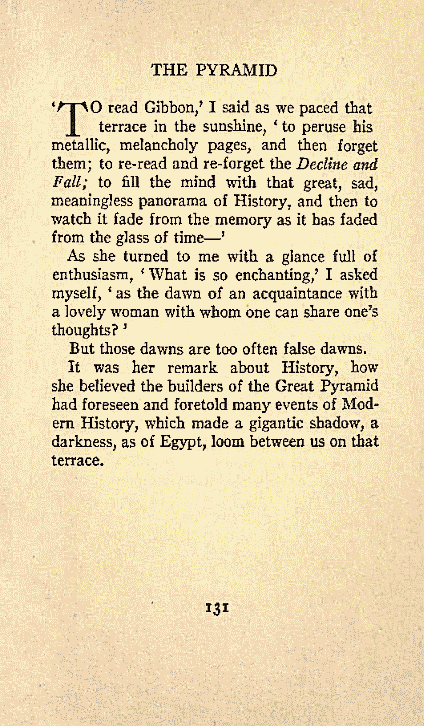 THE PYRAMID
‘TO read Gibbon,’ I said as we paced that
terrace in the sunshine, ‘to peruse his
metallic, melancholy pages, and then forget
them; to re-read and re-forget the Decline and
Fall; to fill the mind with that great, sad,
meaningless panorama of History, and then to
watch it fade from the memory as it has faded
from the glass of time—’
As she turned to me with a glance full of
enthusiasm, ‘What is so enchanting,’ I asked
myself, ‘as the dawn of an acquaintance with
a lovely woman with whom one can share one’s
thoughts?’
But those dawns are too often false dawns.
It was her remark about History, how
she believed the builders of the Great Pyramid
had foreseen and foretold many events of Mod-
ern History, which made a gigantic shadow, a
darkness, as of Egypt, loom between us on that
terrace.
131